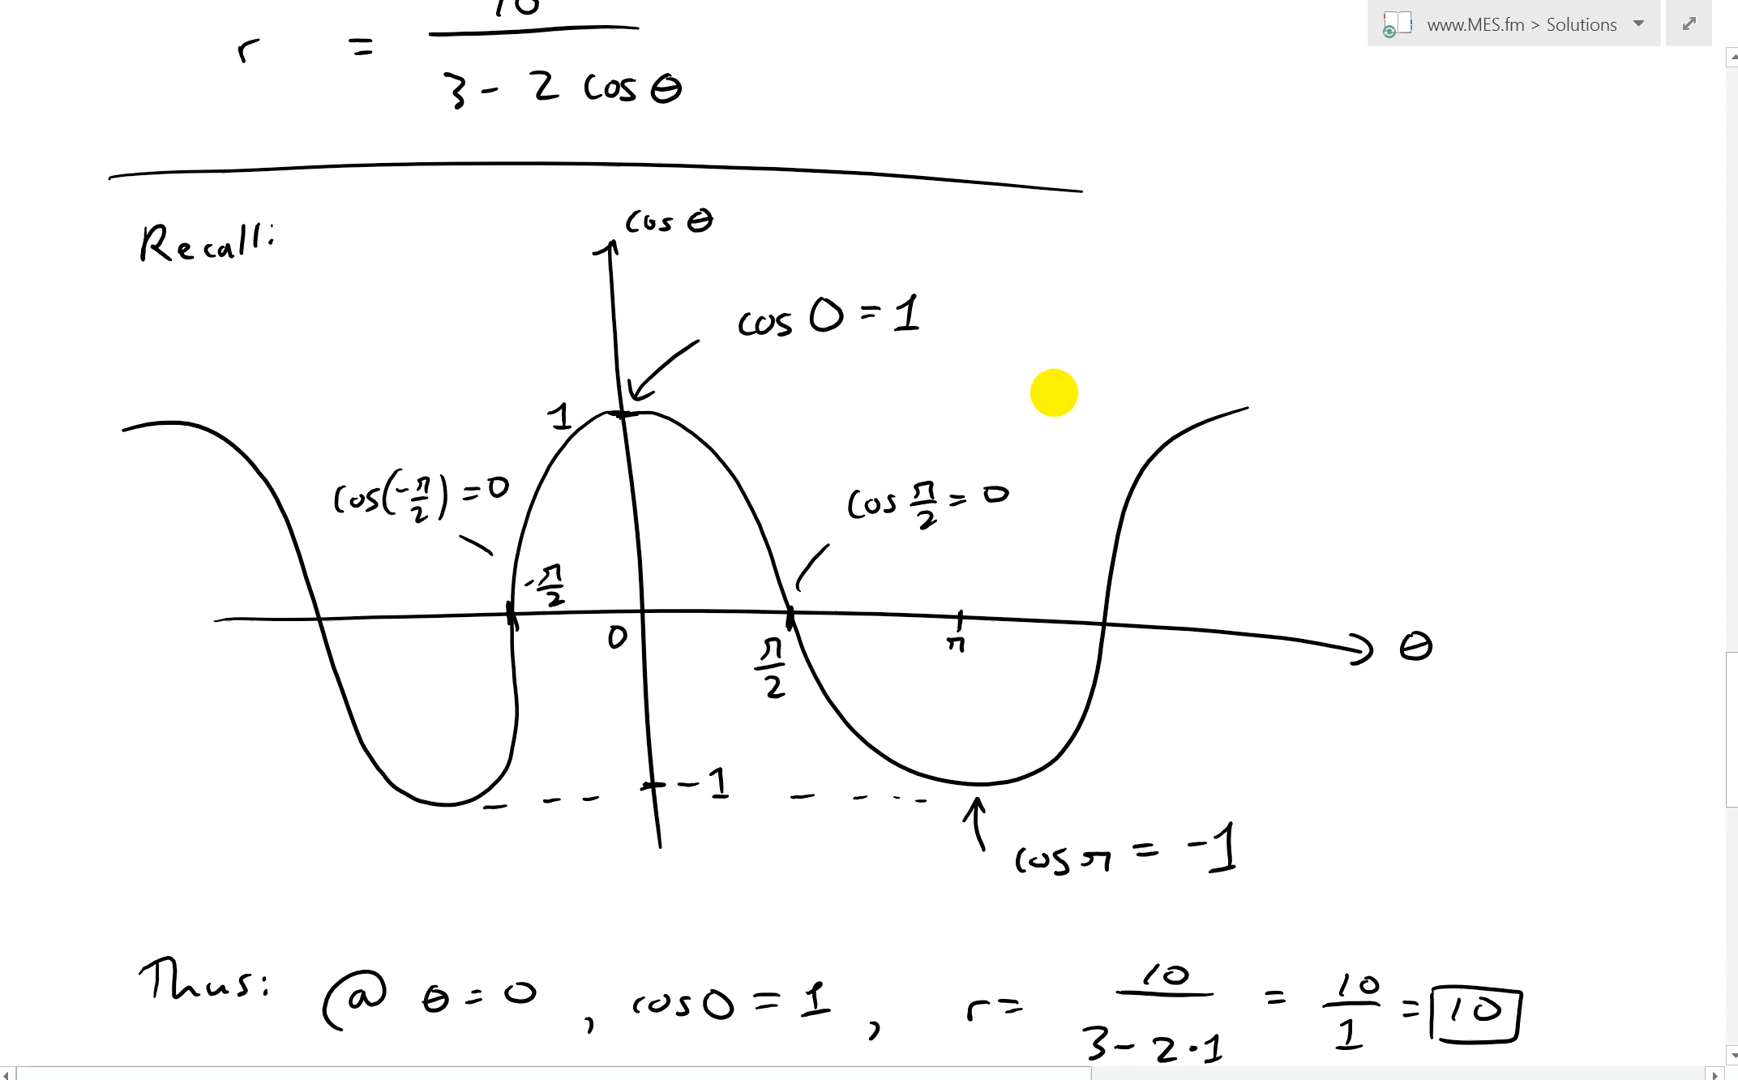 www.MES.fm > Solutions
r = 10 / (3 - 2 cos θ)
Recall:
cos θ
cos 0 = 1
1
cos(-π/2) = 0
cos π/2 = 0
-π/2
0
π/2
π
θ
-1
cos π = -1
Thus: @ θ = 0 , cos 0 = 1 , r = 10 / (3 - 2·1) = 10/1 = 10